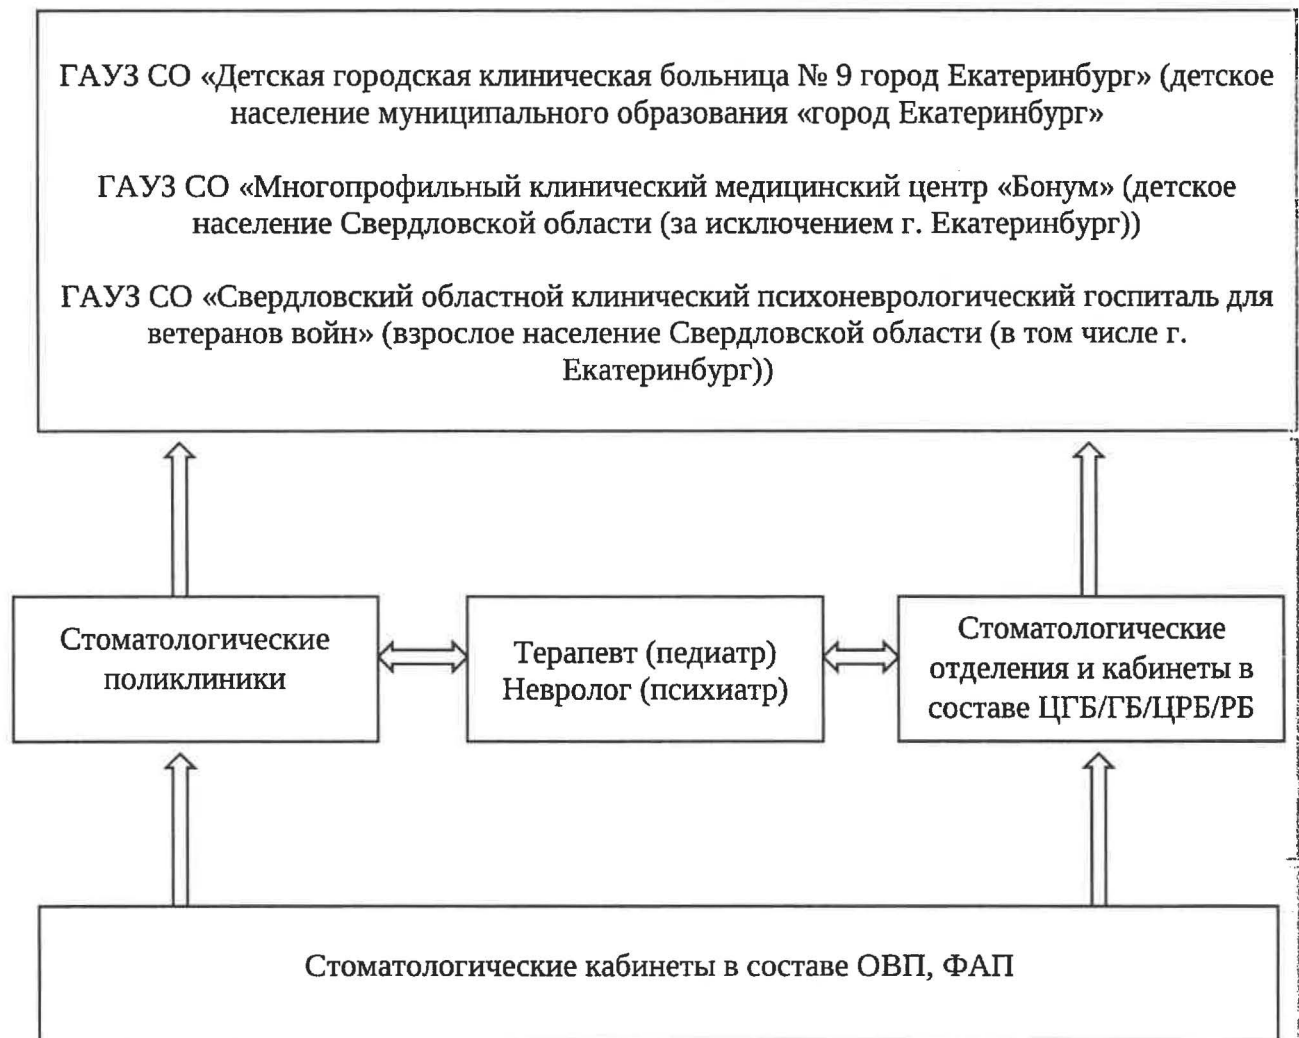 ГАУЗ СО «Детская городская клиническая больница № 9 город Екатеринбург» (детское
население муниципального образования «город Екатеринбург»
ГАУЗ СО «Многопрофильный клинический медицинский центр «Бонум» (детское
население Свердловской области (за исключением г. Екатеринбург))
ГАУЗ СО «Свердловский областной клинический психоневрологический госпиталь для
ветеранов войн» (взрослое население Свердловской области (в том числе г.
Екатеринбург))
Стоматологические
поликлиники
Терапевт (педиатр)
Невролог (психиатр)
Стоматологические
отделения и кабинеты в
составе ЦГБ/ГБ/ЦРБ/РБ
Стоматологические кабинеты в составе ОВП, ФАП